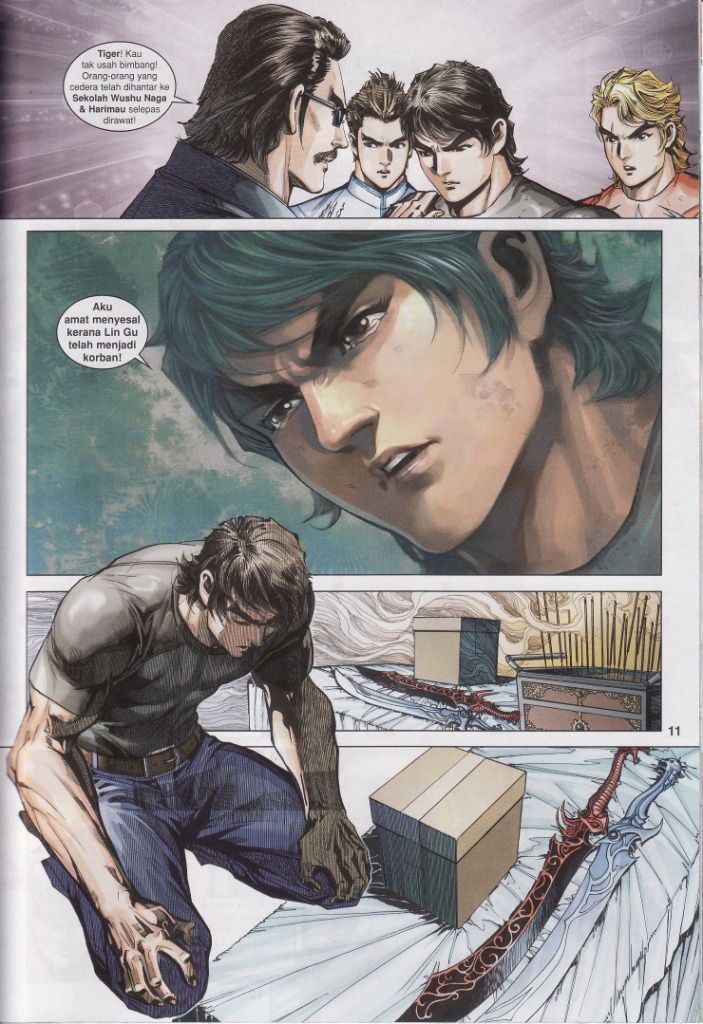 Tiger! Kau
tak usah bimbang!
Orang-orang yang
cedera telah dihantar ke
Sekolah Wushu Naga
& Harimau selepas
dirawat!
Aku
amat menyesal
kerana Lin Gu
telah menjadi
korban!
11